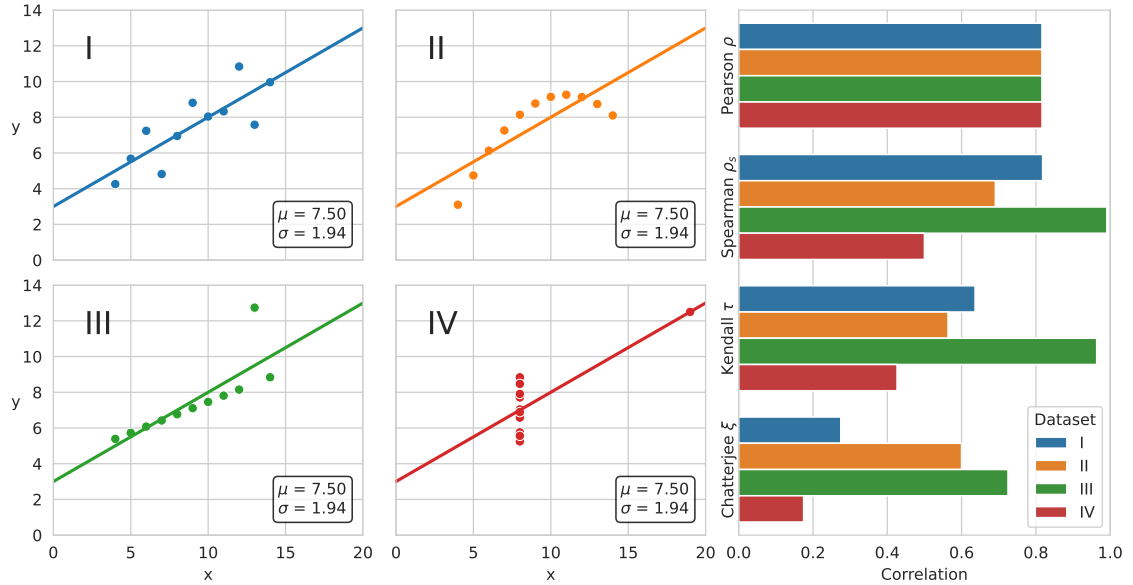 I
14
12
10
8
y
6
4
2
0
μ = 7.50
σ = 1.94
II
μ = 7.50
σ = 1.94
III
14
12
10
8
y
6
4
2
0
0 5 10 15 20
x
μ = 7.50
σ = 1.94
IV
μ = 7.50
σ = 1.94
0 5 10 15 20
x
Pearson ρ
Spearman ρₛ
Kendall τ
Chatterjee ξ
Dataset
I
II
III
IV
0.0 0.2 0.4 0.6 0.8 1.0
Correlation